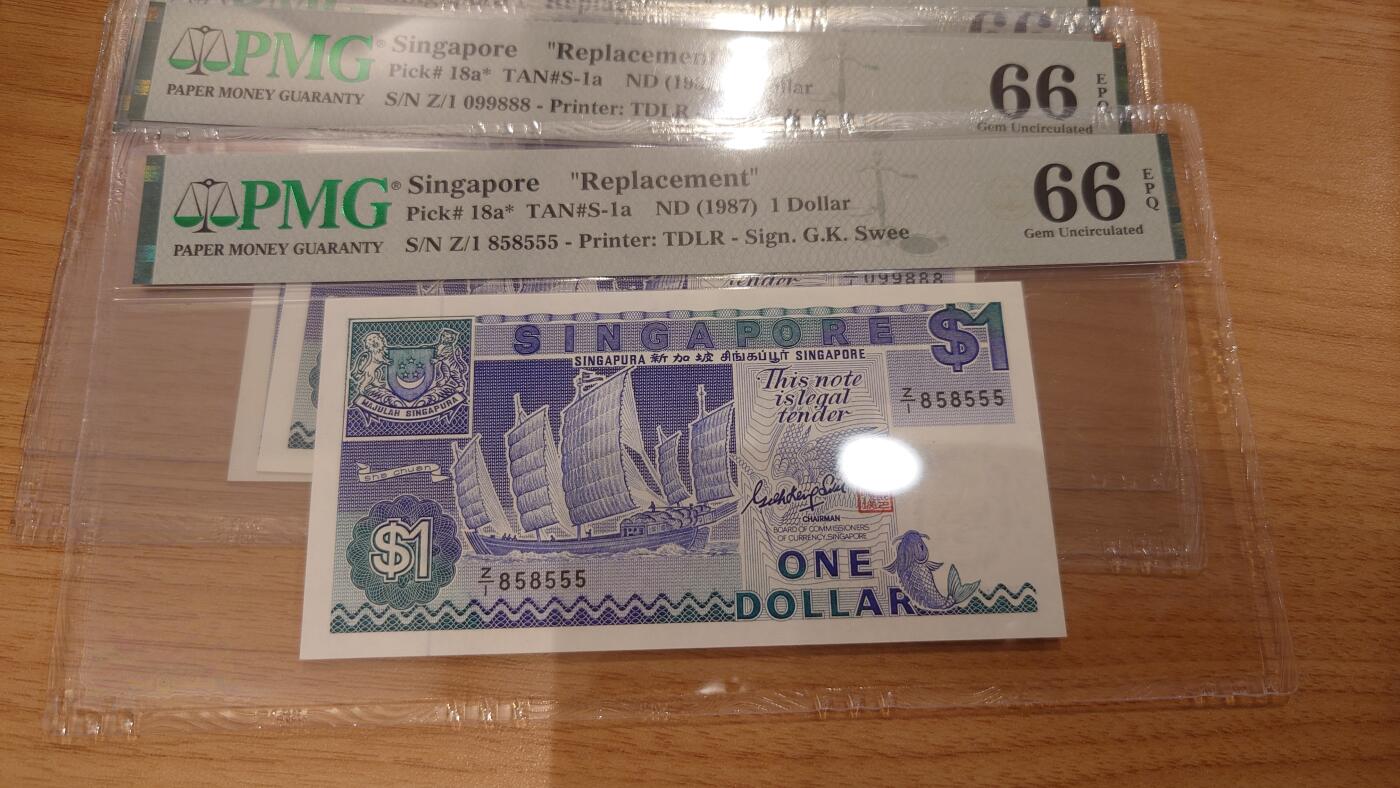 PMG® Singapore "Replacement
Pick# 18a* TAN#S-1a ND (19
PAPER MONEY GUARANTY S/N Z/1 099888 - Printer: TDLR
66 EPQ
Gem Uncirculated
PMG® Singapore "Replacement"
Pick# 18a* TAN#S-1a ND (1987) 1 Dollar
PAPER MONEY GUARANTY S/N Z/1 858555 - Printer: TDLR - Sign. G.K. Swee
66 EPQ
Gem Uncirculated
tender
099888
SINGAPORE $1
SINGAPURA 新加坡 சிங்கப்பூர் SINGAPORE
MAJULAH SINGAPURA
This note
is legal
tender
Z/1 858555
sha chuan
CHAIRMAN
BOARD OF COMMISSIONERS
OF CURRENCY, SINGAPORE
$1
Z/1 858555
ONE
DOLLAR